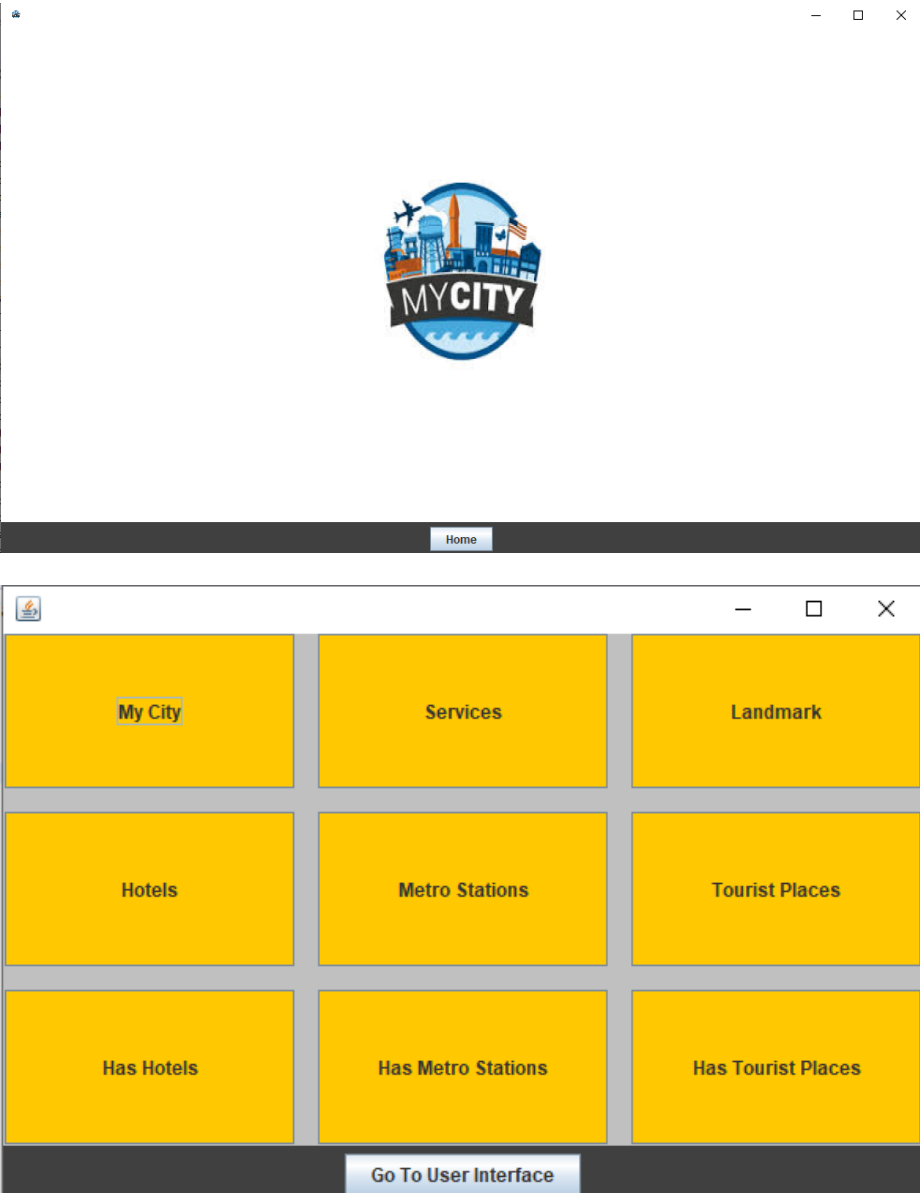 MYCITY
Home
My City Services Landmark
Hotels Metro Stations Tourist Places
Has Hotels Has Metro Stations Has Tourist Places
Go To User Interface